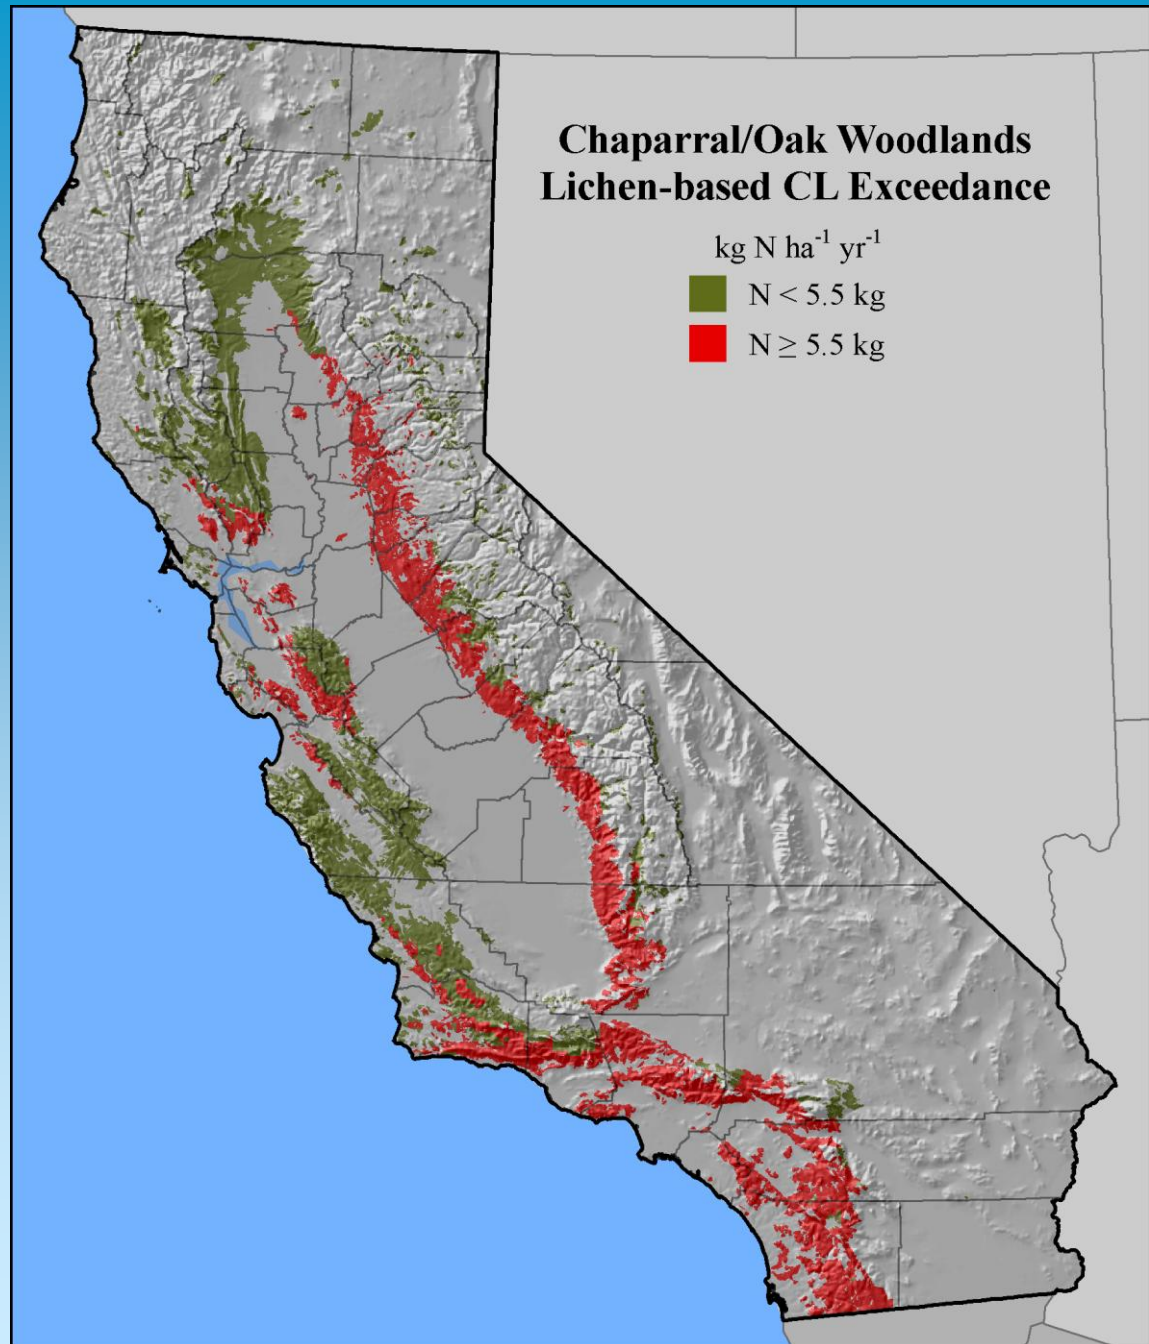 Chaparral/Oak Woodlands
Lichen-based CL Exceedance
kg N ha⁻¹ yr⁻¹
N < 5.5 kg
N ≥ 5.5 kg